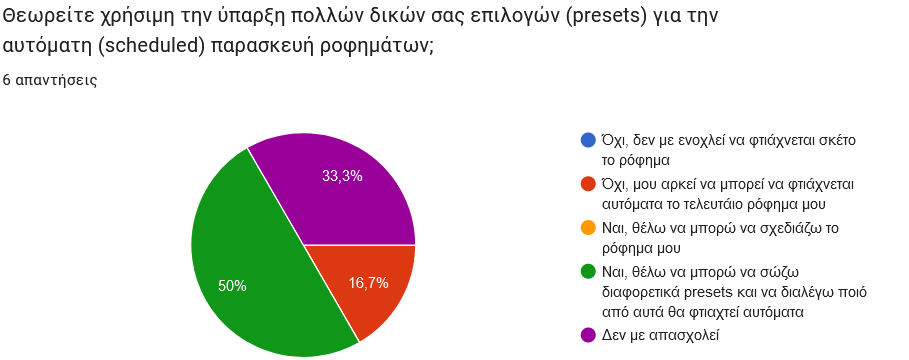 Θεωρείτε χρήσιμη την ύπαρξη πολλών δικών σας επιλογών (presets) για την
αυτόματη (scheduled) παρασκευή ροφημάτων;
6 απαντήσεις
33,3%
50%
16,7%
Όχι, δεν με ενοχλεί να φτιάχνεται σκέτο
το ρόφημα
Όχι, μου αρκεί να μπορεί να φτιάχνεται
αυτόματα το τελευτάιο ρόφημα μου
Ναι, θέλω να μπορώ να σχεδιάζω το
ρόφημα μου
Ναι, θέλω να μπορώ να σώζω
διαφορετικά presets και να διαλέγω ποιό
από αυτά θα φτιαχτεί αυτόματα
Δεν με απασχολεί